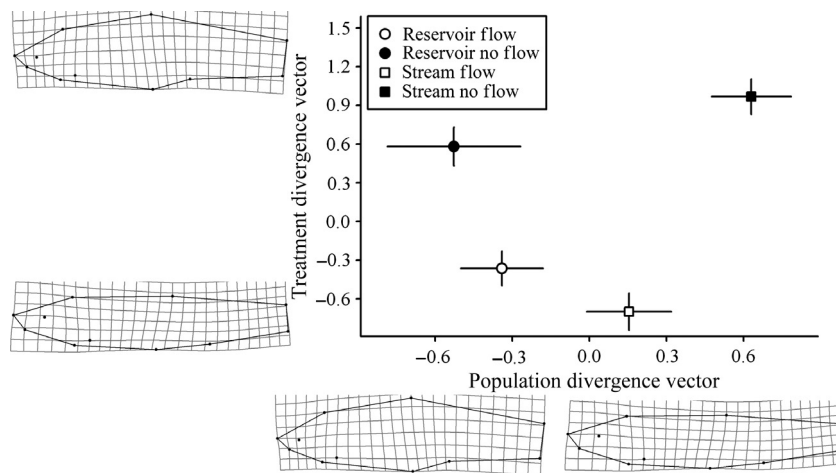 Reservoir flow
Reservoir no flow
Stream flow
Stream no flow
Treatment divergence vector
1.5
1.2
0.9
0.6
0.3
0.0
−0.3
−0.6
−0.6
−0.3
0.0
0.3
0.6
Population divergence vector